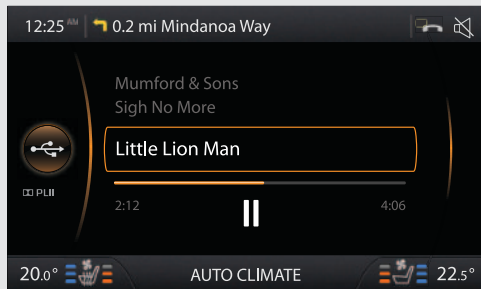 12:25 AM 0.2 mi Mindanoa Way
Mumford & Sons
Sigh No More
Little Lion Man
PLII
2:12 4:06
20.0° AUTO CLIMATE 22.5°